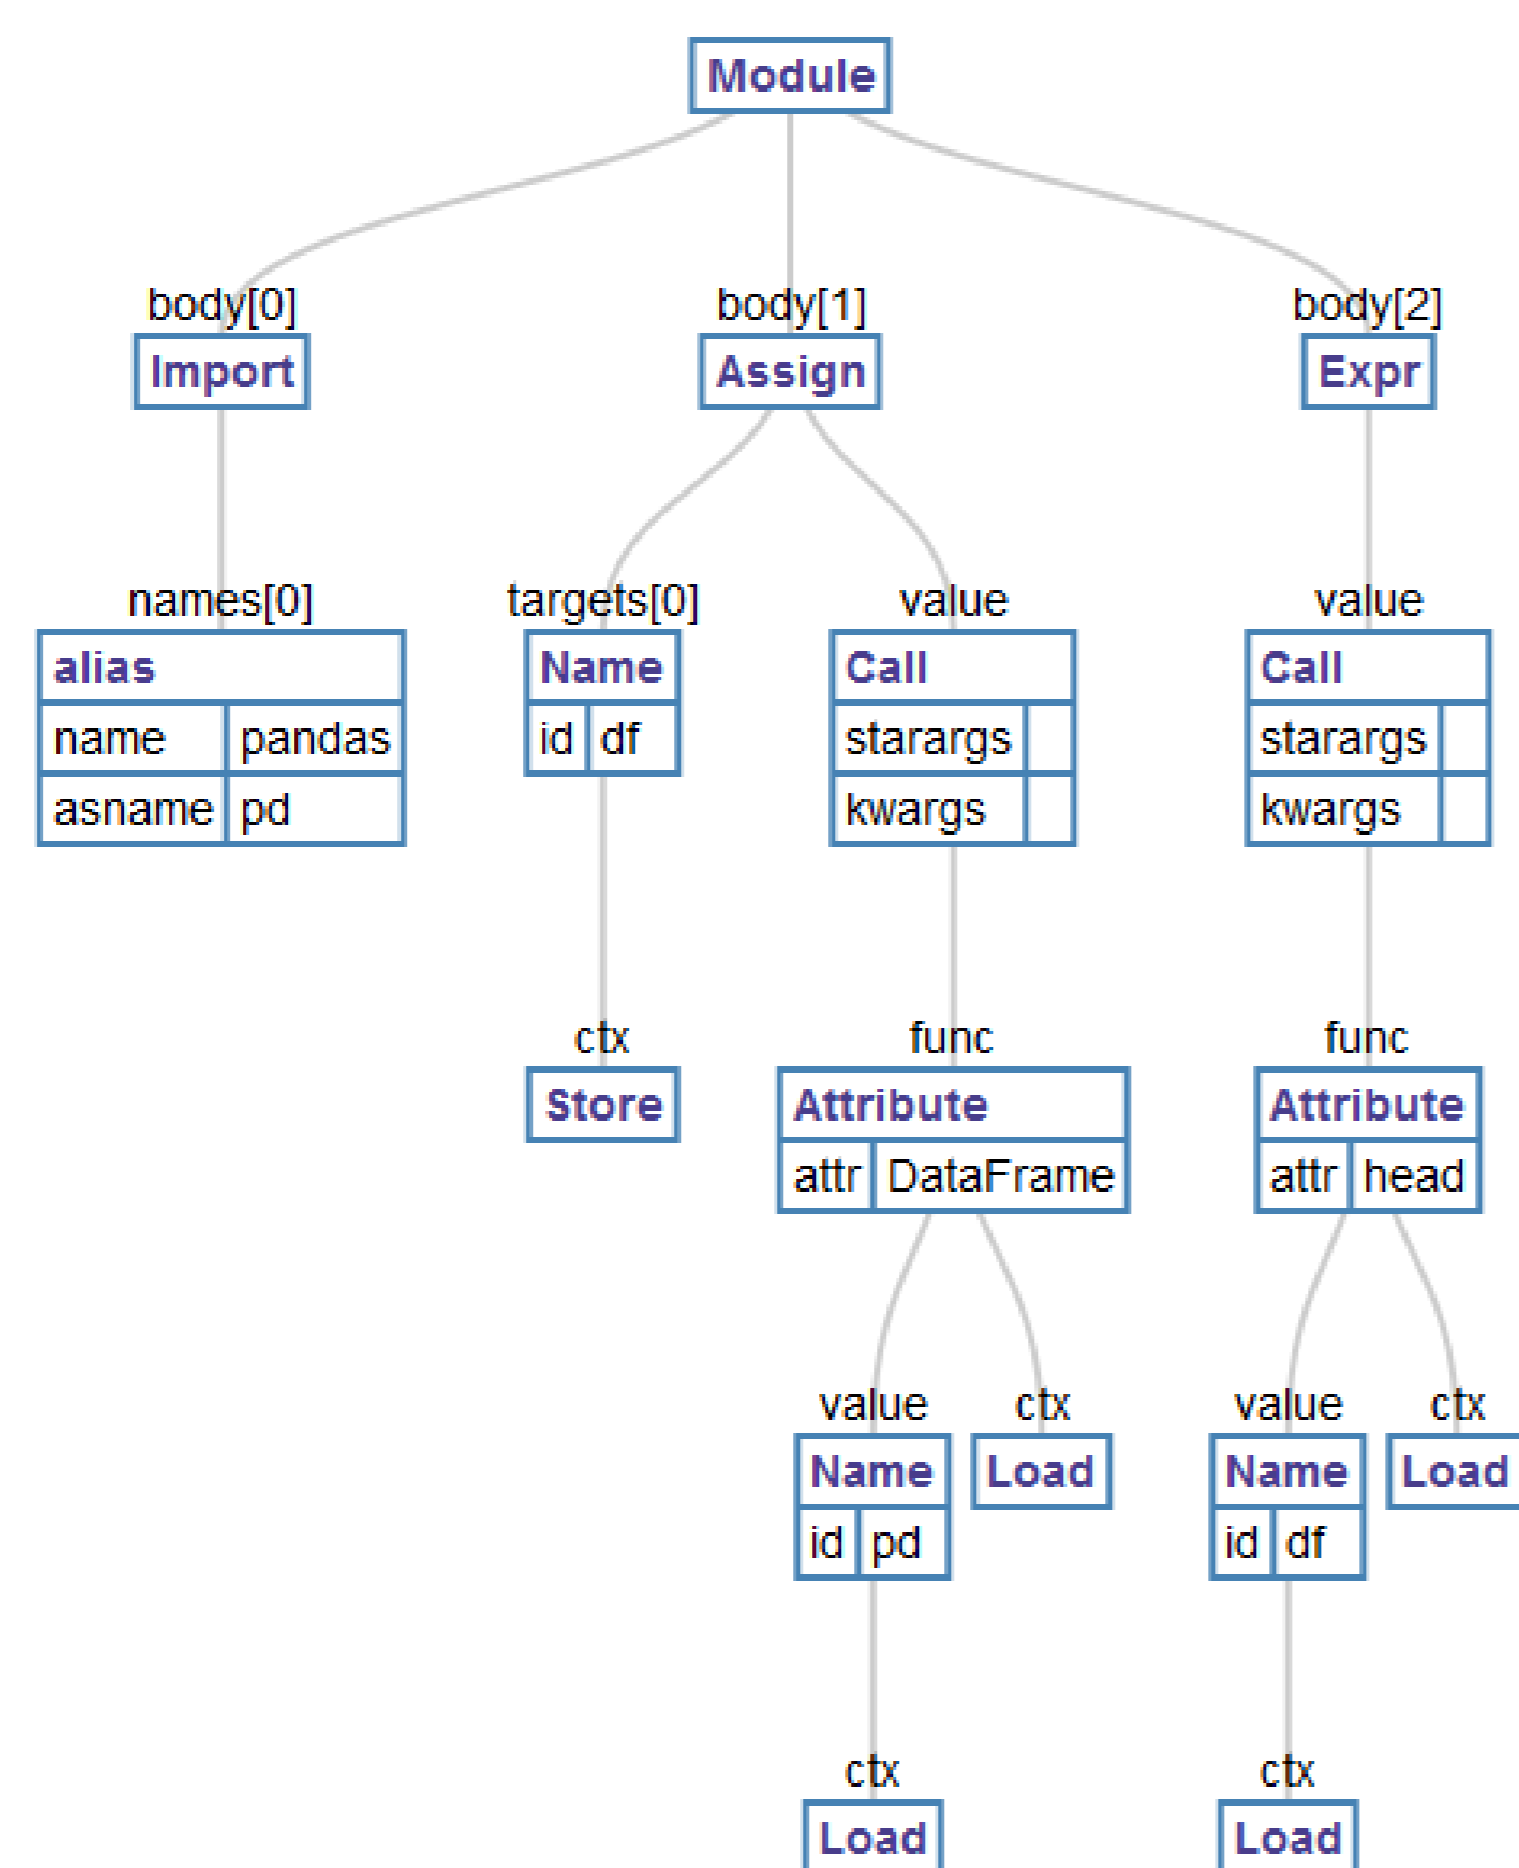 Module
body[0] body[1] body[2]
Import Assign Expr
names[0] targets[0] value value
alias Name Call Call
name pandas id df starargs starargs
asname pd kwargs kwargs
ctx func func
Store Attribute Attribute
attr DataFrame attr head
value ctx value ctx
Name Load Name Load
id pd id df
ctx ctx
Load Load